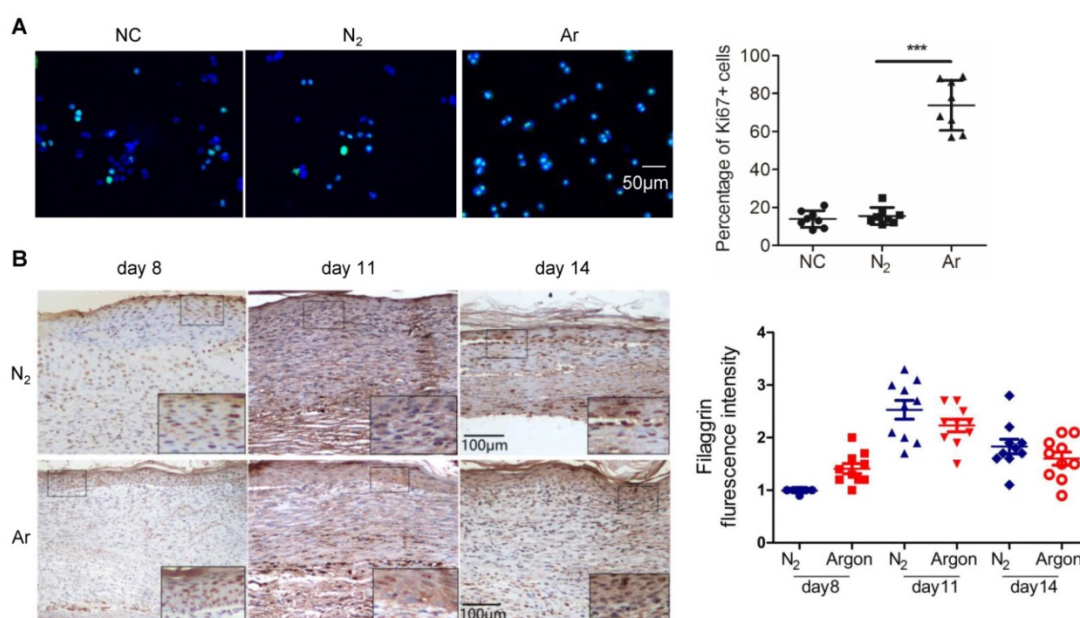 A
NC
N2
Ar
50μm
Percentage of Ki67+ cells
100
80
60
40
20
0
***
NC
N2
Ar
B
day 8
day 11
day 14
N2
Ar
100μm
100μm
Filaggrin
flurescence intensity
4
3
2
1
0
N2
Argon
N2
Argon
N2
Argon
day8
day11
day14